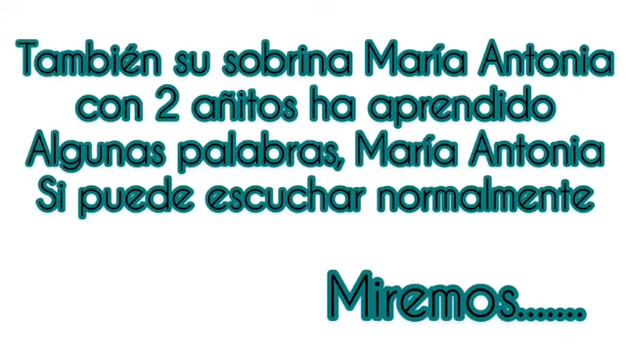 También su sobrina María Antonia
con 2 añitos ha aprendido
Algunas palabras, María Antonia
Si puede escuchar normalmente
Miremos.......